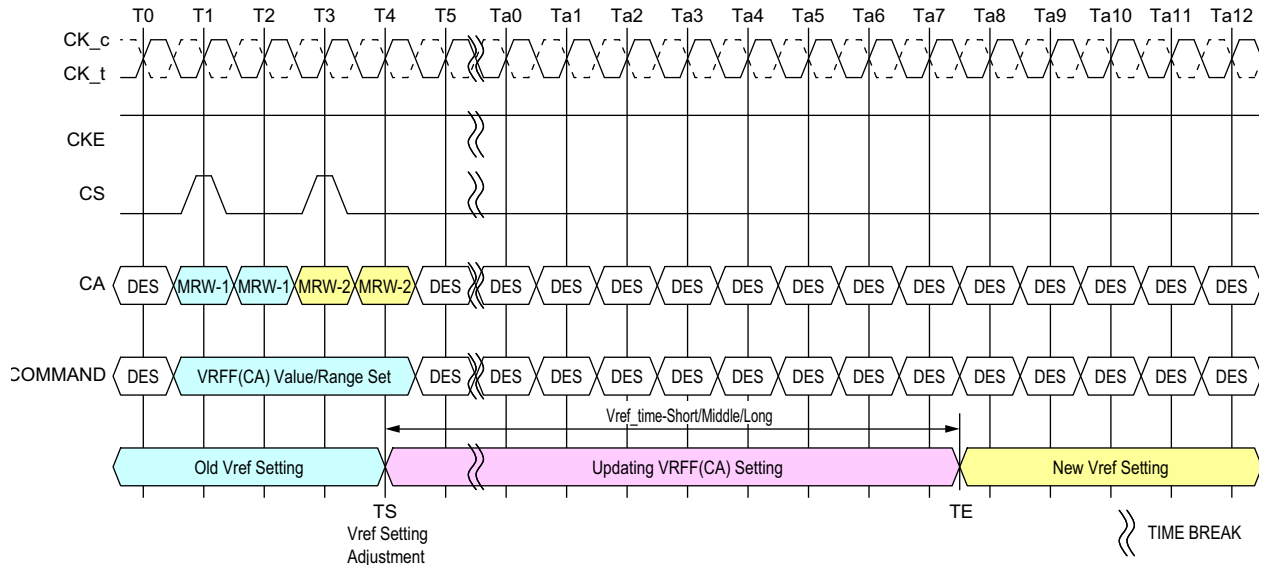 T0 T1 T2 T3 T4 T5 Ta0 Ta1 Ta2 Ta3 Ta4 Ta5 Ta6 Ta7 Ta8 Ta9 Ta10 Ta11 Ta12
CK_c
CK_t
CKE
CS
CA DES MRW-1 MRW-1 MRW-2 MRW-2 DES DES DES DES DES DES DES DES DES DES DES DES DES DES
COMMAND DES VRFF(CA) Value/Range Set DES DES DES DES DES DES DES DES DES DES DES DES DES DES
Vref_time-Short/Middle/Long
Old Vref Setting Updating VRFF(CA) Setting New Vref Setting
TS TE
Vref Setting
Adjustment
TIME BREAK